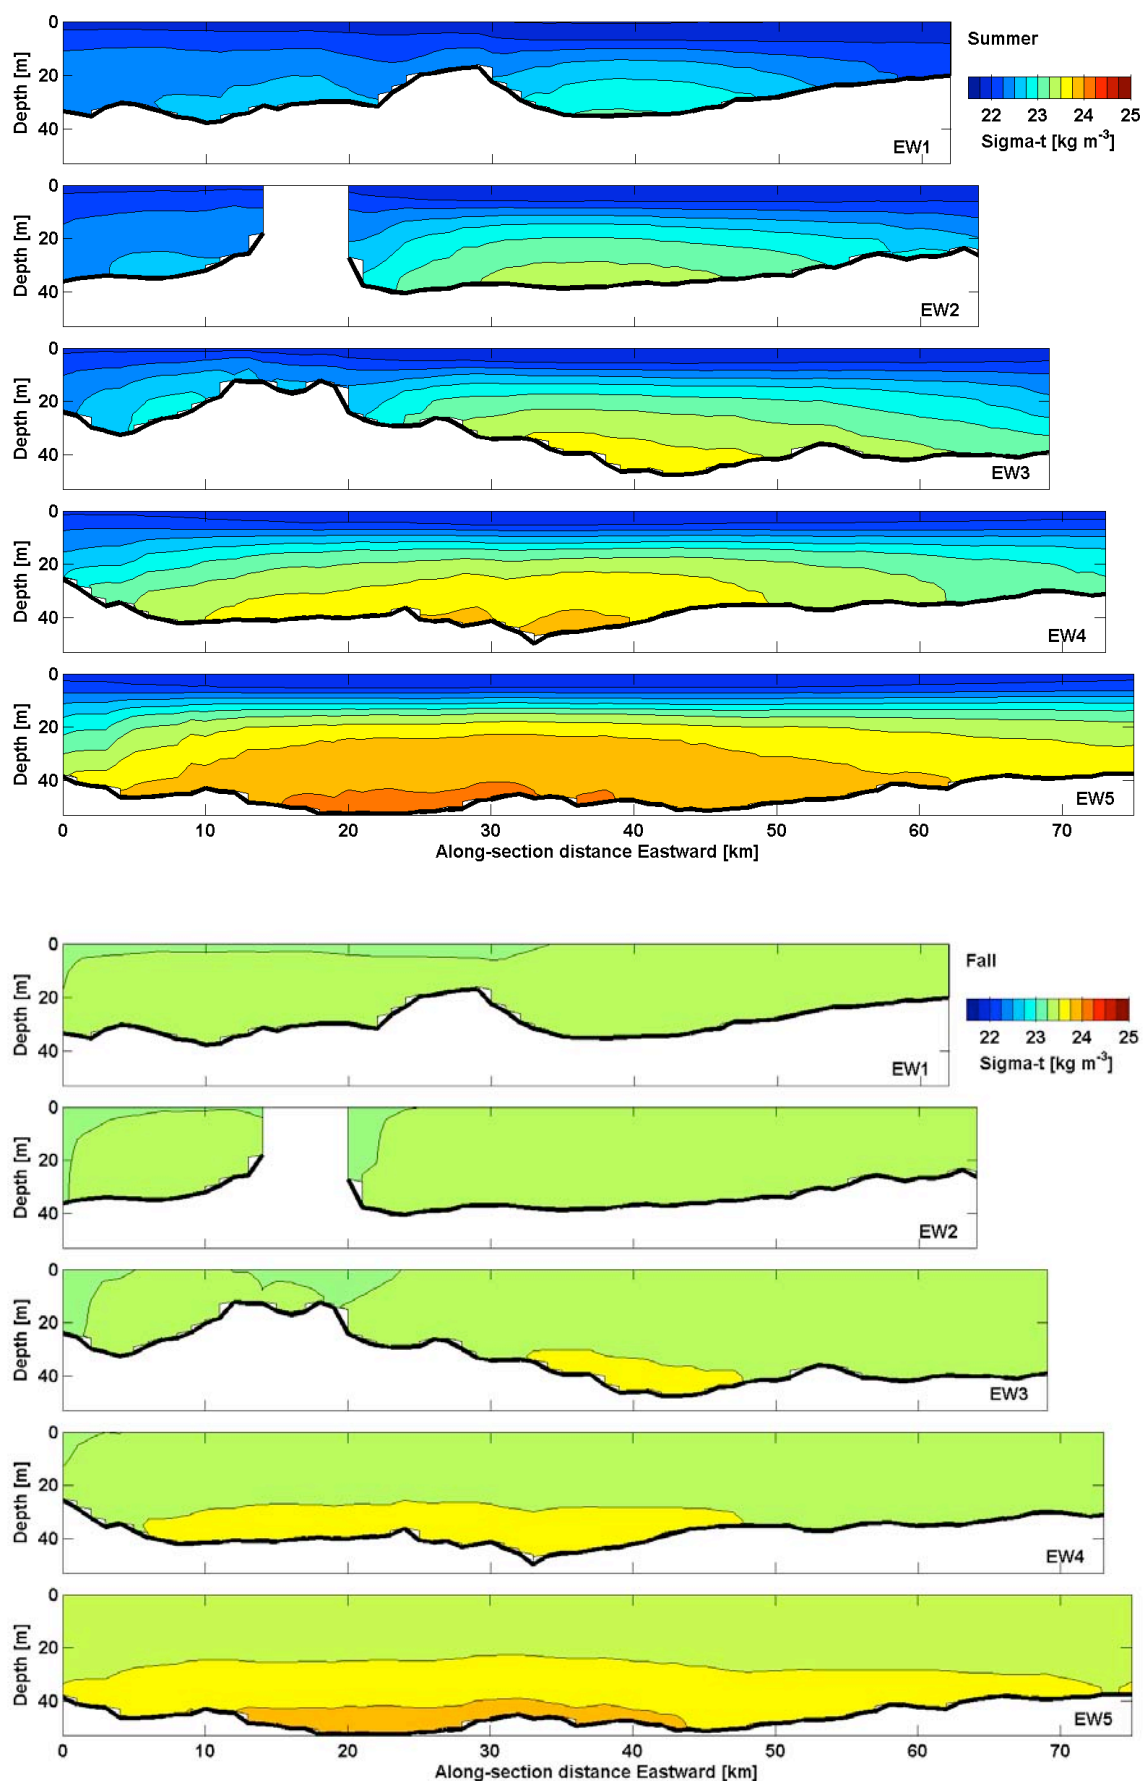 0
20
40
Depth [m]
EW1
Summer
22 23 24 25
Sigma-t [kg m⁻³]
0
20
40
Depth [m]
EW2
0
20
40
Depth [m]
EW3
0
20
40
Depth [m]
EW4
0
20
40
Depth [m]
EW5
0 10 20 30 40 50 60 70
Along-section distance Eastward [km]
0
20
40
Depth [m]
EW1
Fall
22 23 24 25
Sigma-t [kg m⁻³]
0
20
40
Depth [m]
EW2
0
20
40
Depth [m]
EW3
0
20
40
Depth [m]
EW4
0
20
40
Depth [m]
EW5
0 10 20 30 40 50 60 70
Along-section distance Eastward [km]